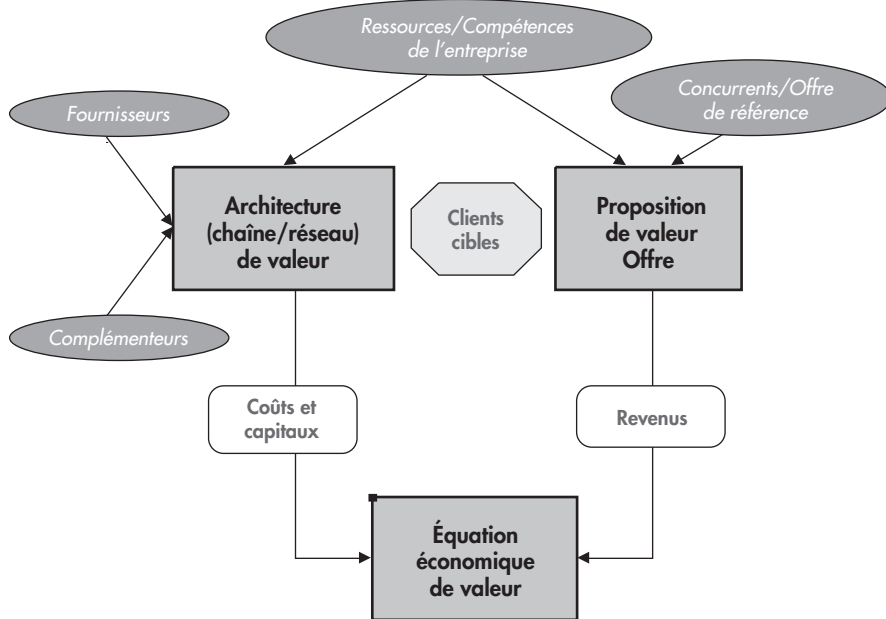 Ressources/Compétences
de l'entreprise
Concurrents/Offre
de référence
Fournisseurs
Architecture
(chaîne/réseau)
de valeur
Clients
cibles
Proposition
de valeur
Offre
Complémenteurs
Coûts et
capitaux
Revenus
Équation
économique
de valeur